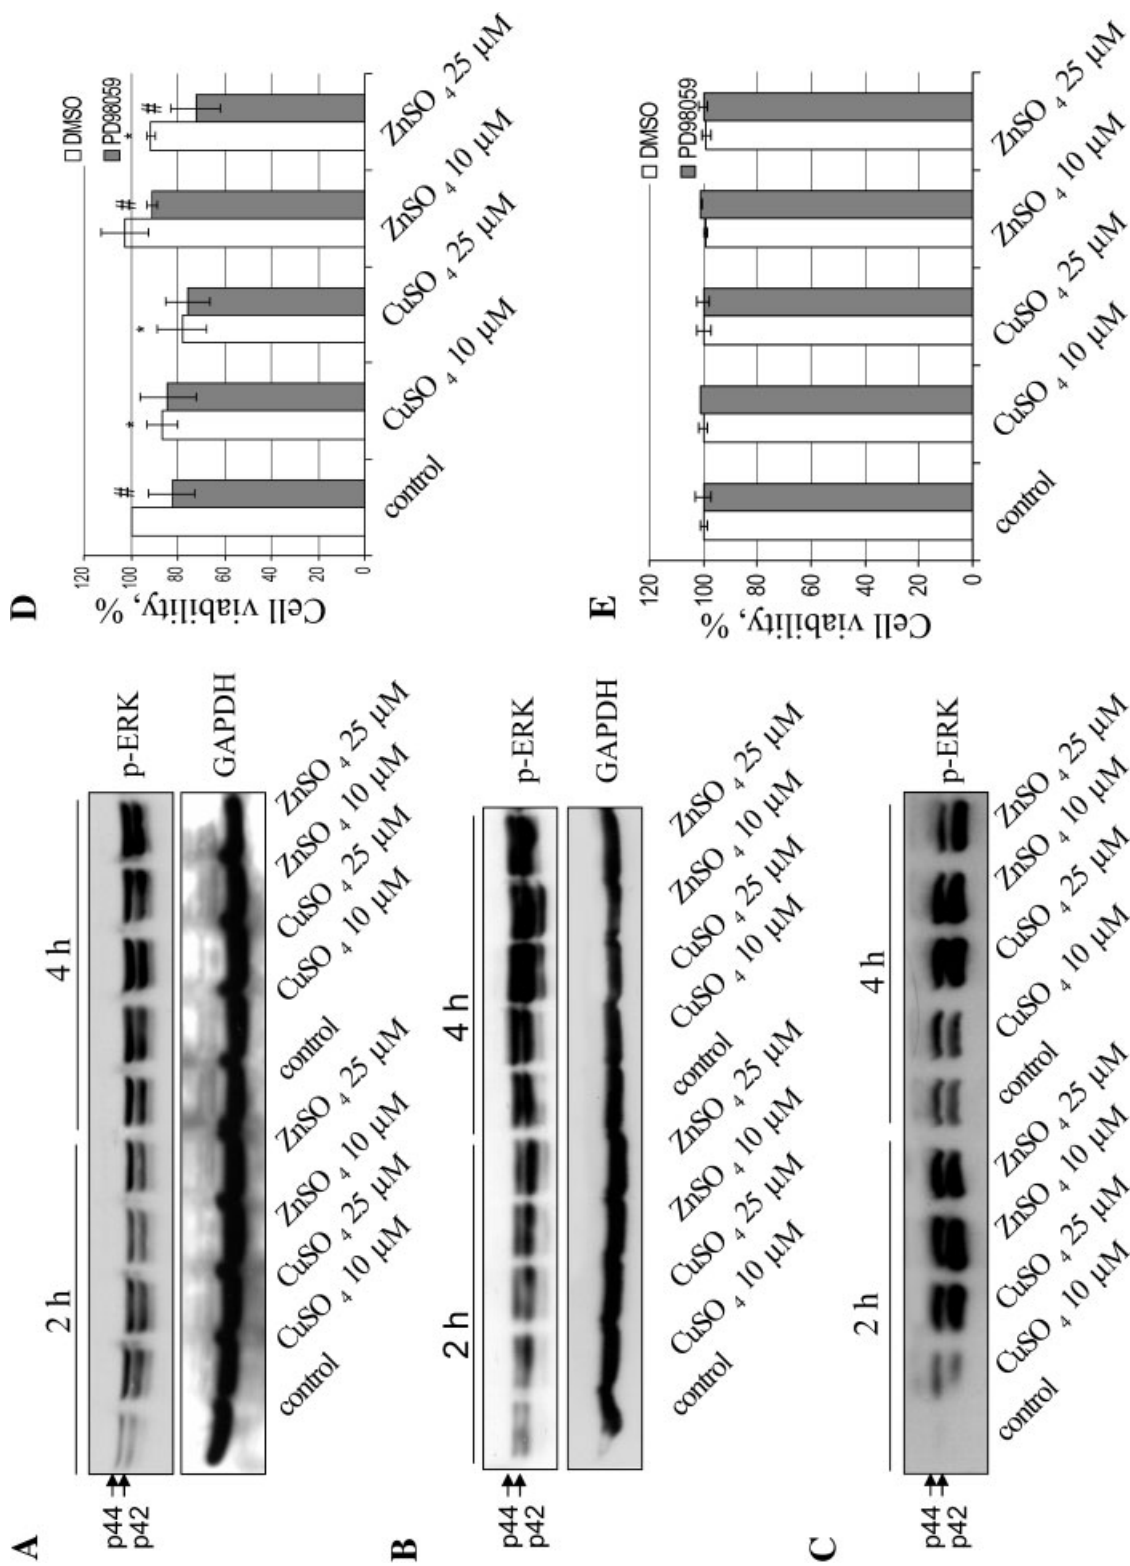 A
2 h
4 h
p44
p42
p-ERK
GAPDH
control
CuSO 4 10 µM
CuSO 4 25 µM
ZnSO 4 10 µM
ZnSO 4 25 µM
control
CuSO 4 10 µM
CuSO 4 25 µM
ZnSO 4 10 µM
ZnSO 4 25 µM
B
2 h
4 h
p44
p42
p-ERK
GAPDH
control
CuSO 4 10 µM
CuSO 4 25 µM
ZnSO 4 10 µM
ZnSO 4 25 µM
control
CuSO 4 10 µM
CuSO 4 25 µM
ZnSO 4 10 µM
ZnSO 4 25 µM
C
2 h
4 h
p44
p42
p-ERK
control
CuSO 4 10 µM
CuSO 4 25 µM
ZnSO 4 10 µM
ZnSO 4 25 µM
control
CuSO 4 10 µM
CuSO 4 25 µM
ZnSO 4 10 µM
ZnSO 4 25 µM
D
DMSO
PD98059
Cell viability, %
120
100
80
60
40
20
0
‡
*
*
‡
*
#
control
CuSO 4 10 µM
CuSO 4 25 µM
ZnSO 4 10 µM
ZnSO 4 25 µM
E
DMSO
PD98059
Cell viability, %
120
100
80
60
40
20
0
control
CuSO 4 10 µM
CuSO 4 25 µM
ZnSO 4 10 µM
ZnSO 4 25 µM